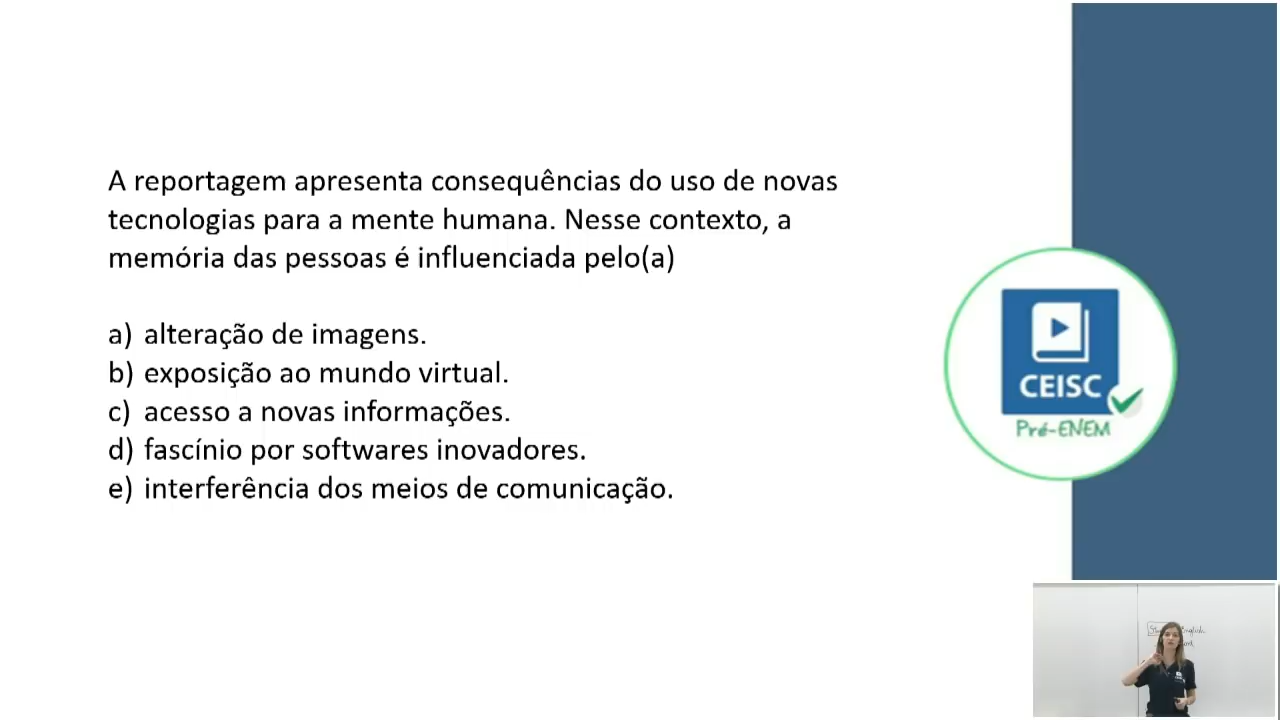 A reportagem apresenta consequências do uso de novas
tecnologias para a mente humana. Nesse contexto, a
memória das pessoas é influenciada pelo(a)
a) alteração de imagens.
b) exposição ao mundo virtual.
c) acesso a novas informações.
d) fascínio por softwares inovadores.
e) interferência dos meios de comunicação.
CEISC
Pré-ENEM
English
CEISC